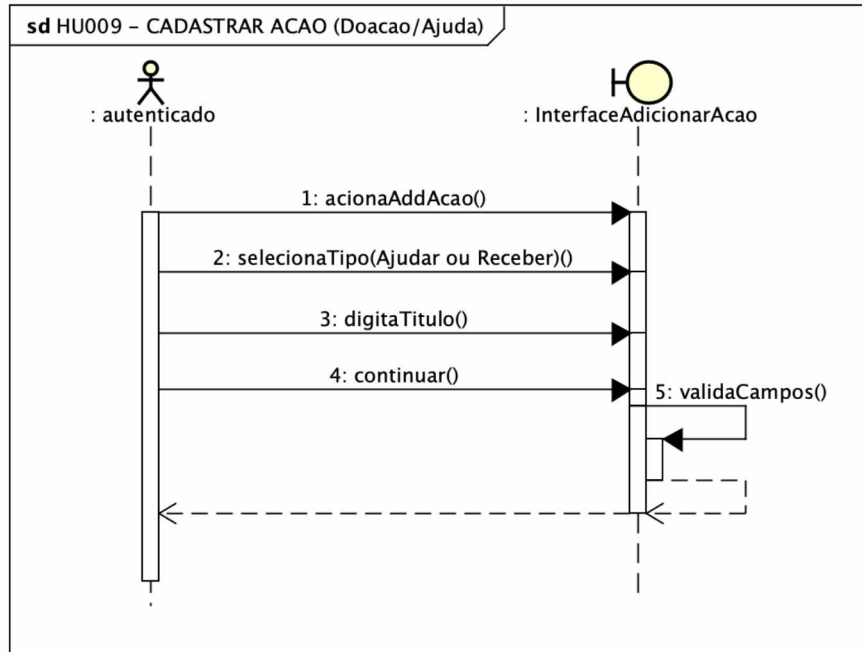 sd HU009 – CADASTRAR ACAO (Doacao/Ajuda)
: autenticado
: InterfaceAdicionarAcao
1: acionaAddAcao()
2: selecionaTipo(Ajudar ou Receber)()
3: digitaTitulo()
4: continuar()
5: validaCampos()